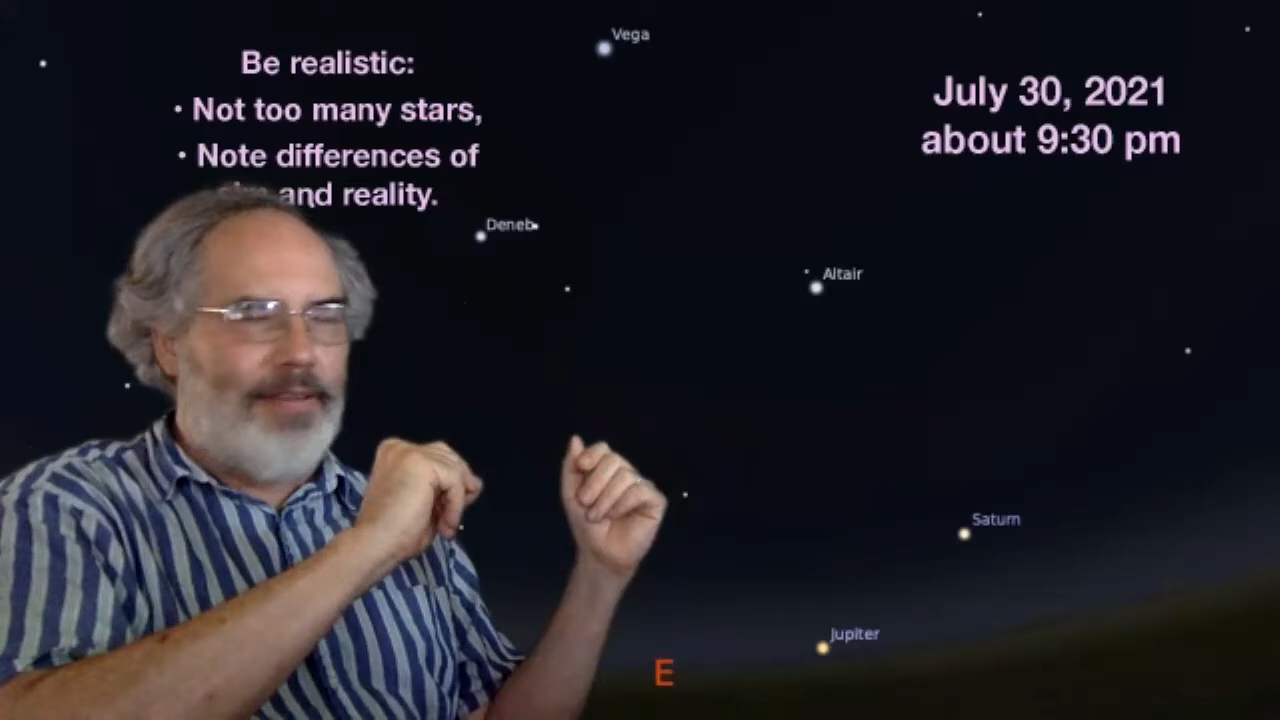 Vega
Be realistic:
• Not too many stars,
• Note differences of
and reality.
July 30, 2021
about 9:30 pm
Deneb
Altair
Saturn
Jupiter
E